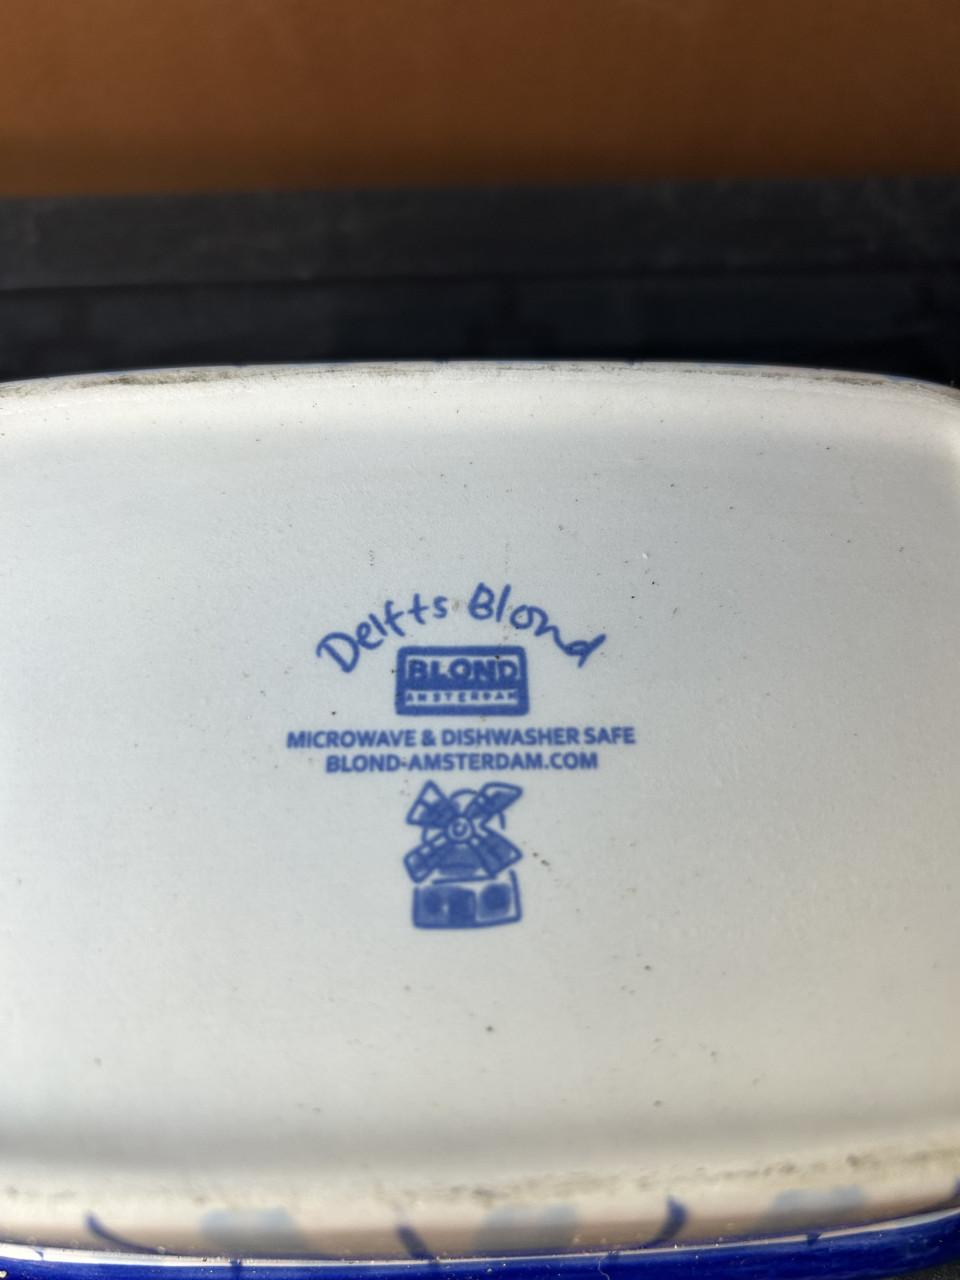 Delfts Blond
BLOND
AMSTERDAM
MICROWAVE & DISHWASHER SAFE
BLOND-AMSTERDAM.COM